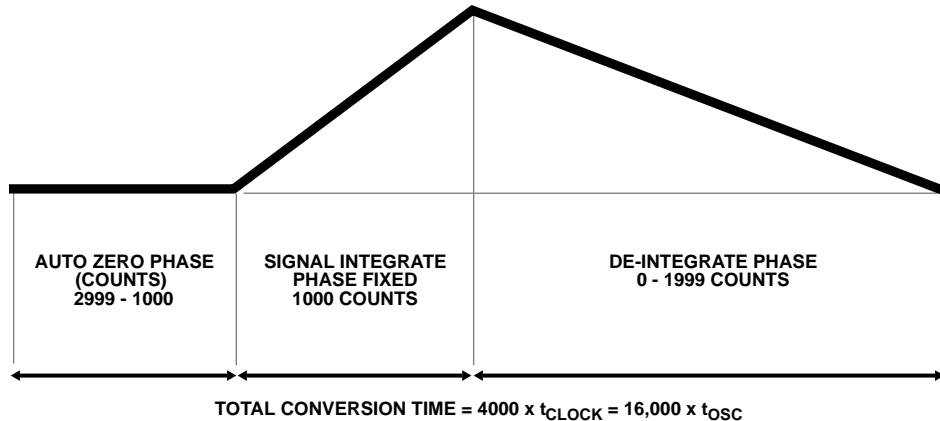 AUTO ZERO PHASE
(COUNTS)
2999 - 1000
SIGNAL INTEGRATE
PHASE FIXED
1000 COUNTS
DE-INTEGRATE PHASE
0 - 1999 COUNTS
TOTAL CONVERSION TIME = 4000 x tCLOCK = 16,000 x tOSC